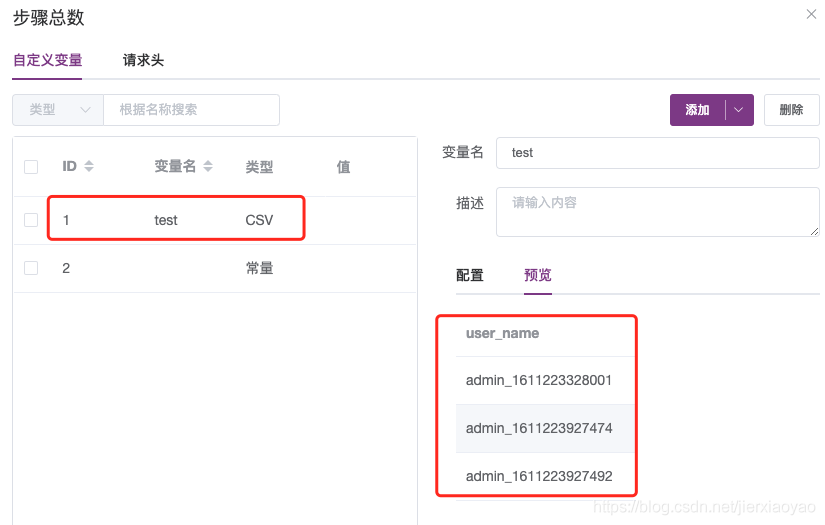 步骤总数
自定义变量 请求头
类型 根据名称搜索 添加 删除
ID 变量名 类型 值
1 test CSV
2 常量
变量名 test
描述 请输入内容
配置 预览
user_name
admin_1611223328001
admin_1611223927474
admin_1611223927492
https://blog.csdn.net/jierxiaoyao